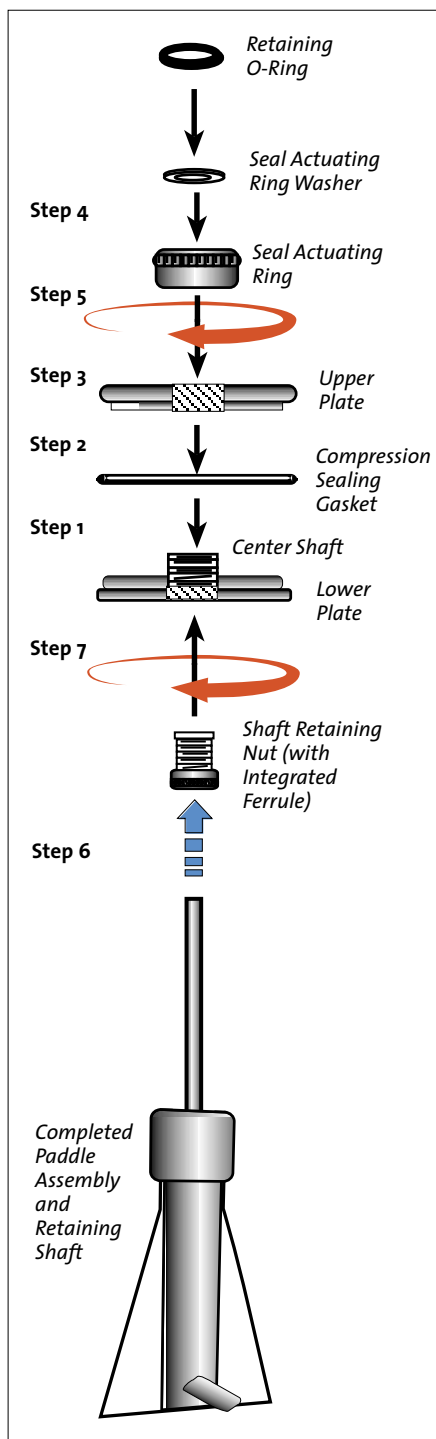 Retaining
O-Ring
Seal Actuating
Ring Washer
Step 4
Seal Actuating
Ring
Step 5
Step 3
Upper
Plate
Step 2
Compression
Sealing
Gasket
Step 1
Center Shaft
Lower
Plate
Step 7
Shaft Retaining
Nut (with
Integrated
Ferrule)
Step 6
Completed
Paddle
Assembly
and
Retaining
Shaft